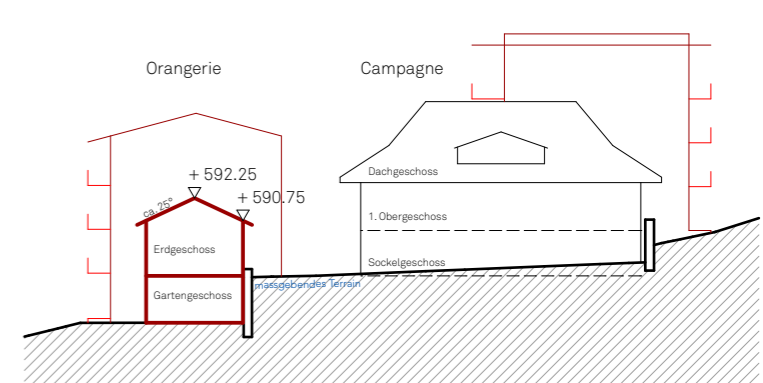 Orangerie
Campagne
+ 592.25
+ 590.75
ca. 25°
Dachgeschoss
1. Obergeschoss
Erdgeschoss
Sockelgeschoss
Gartengeschoss
massgebendes Terrain